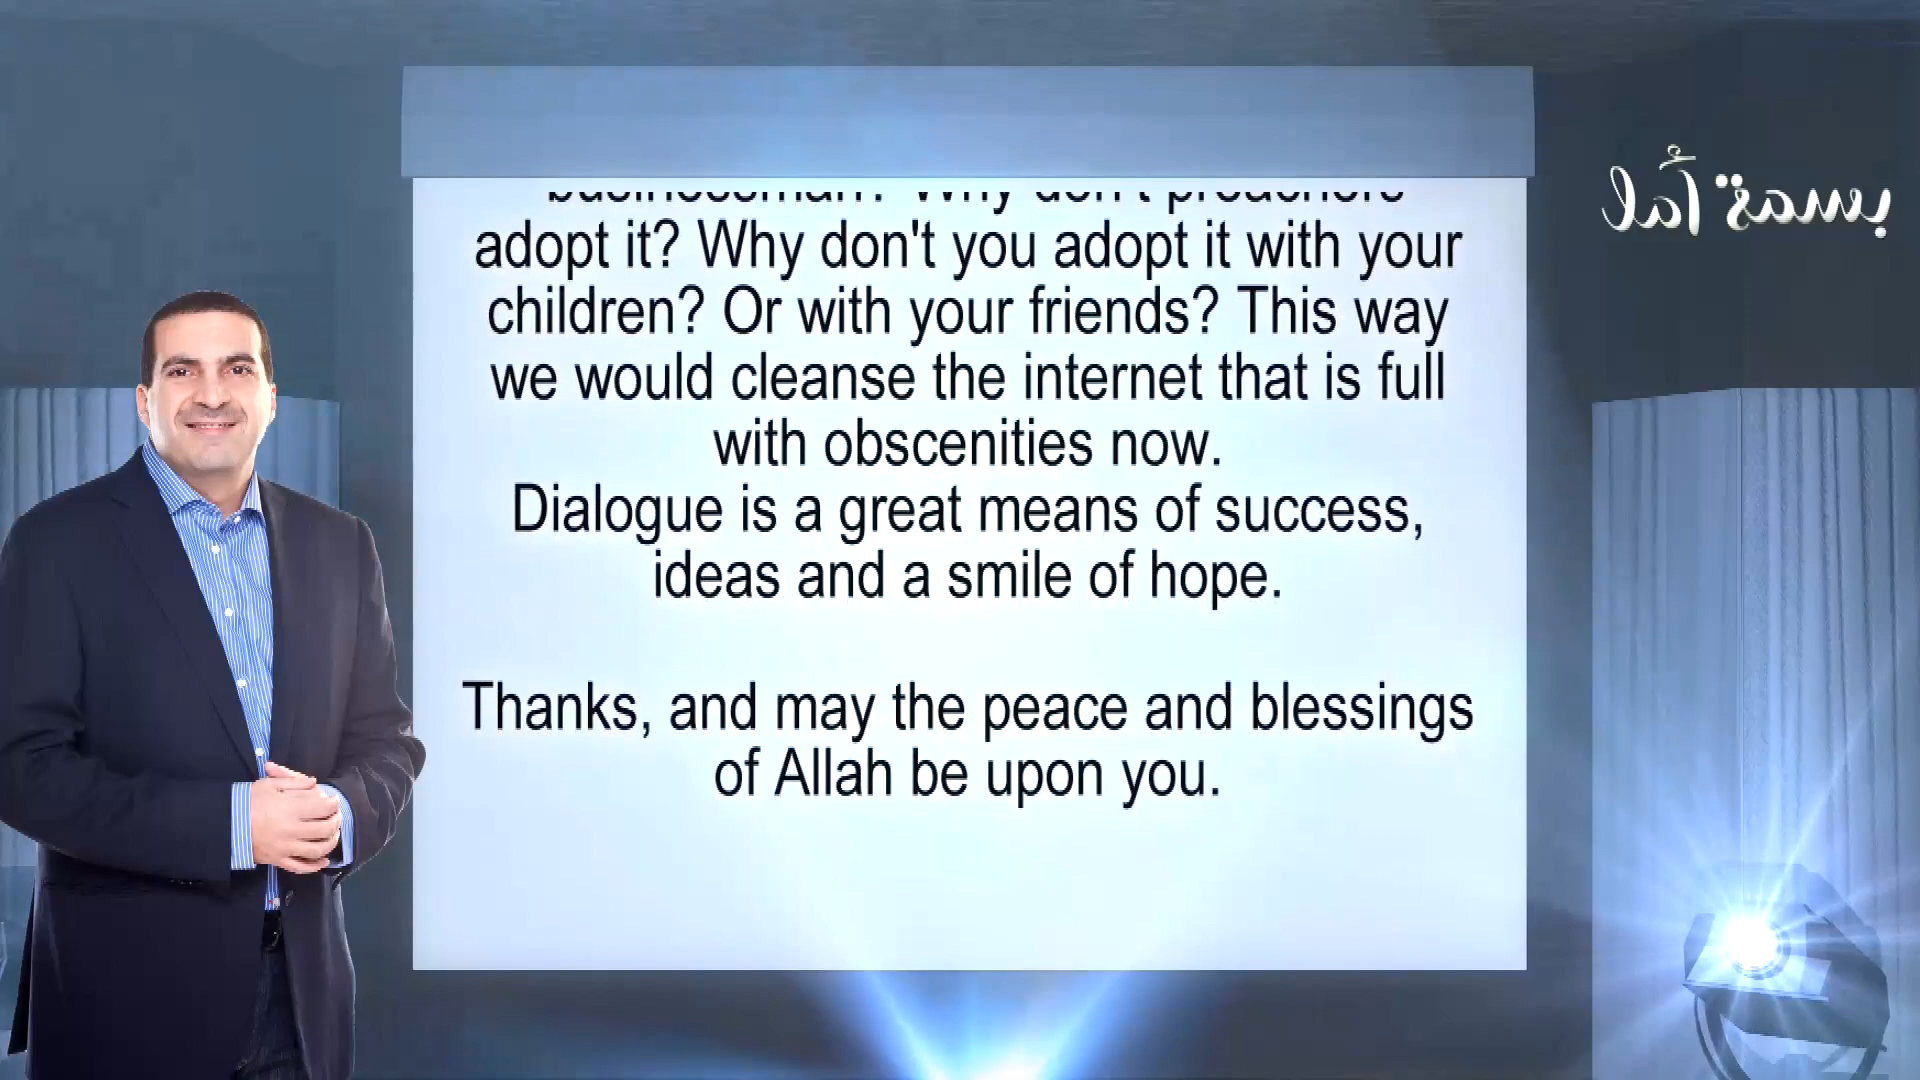 adopt it? Why don't you adopt it with your
children? Or with your friends? This way
we would cleanse the internet that is full
with obscenities now.
Dialogue is a great means of success,
ideas and a smile of hope.
Thanks, and may the peace and blessings
of Allah be upon you.